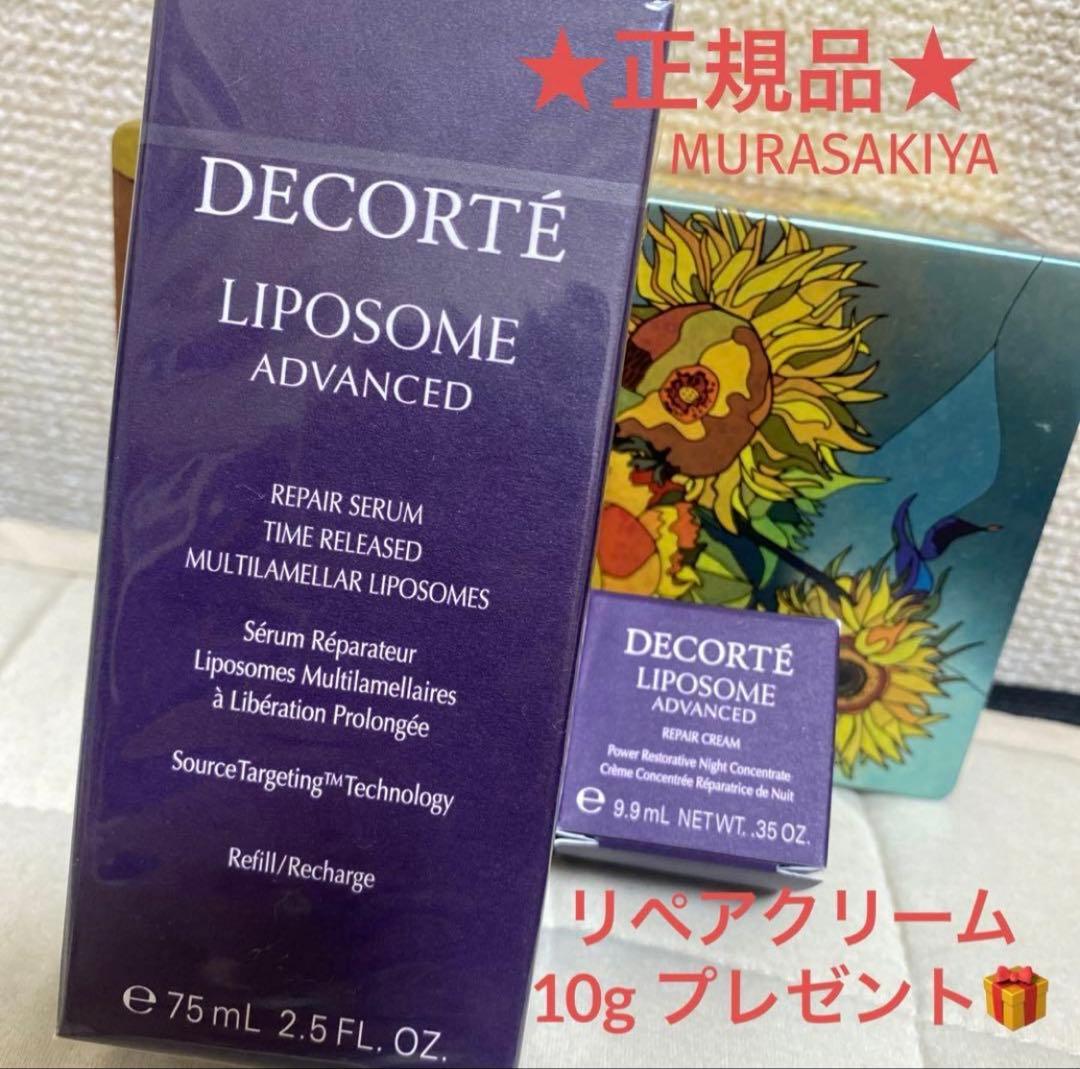 ★正規品★
MURASAKIYA
DECORTÉ
LIPOSOME
ADVANCED
REPAIR SERUM
TIME RELEASED
MULTILAMELLAR LIPOSOMES
Sérum Réparateur
Liposomes Multilamellaires
à Libération Prolongée
SourceTargeting™Technology
Refill/Recharge
℮ 75 mL 2.5 FL. OZ.
DECORTÉ
LIPOSOME
ADVANCED
REPAIR CREAM
Power Restorative Night Concentrate
Crème Concentrée Réparatrice de Nuit
℮ 9.9 mL NET WT. .35 OZ.
リペアクリーム
10g プレゼント🎁